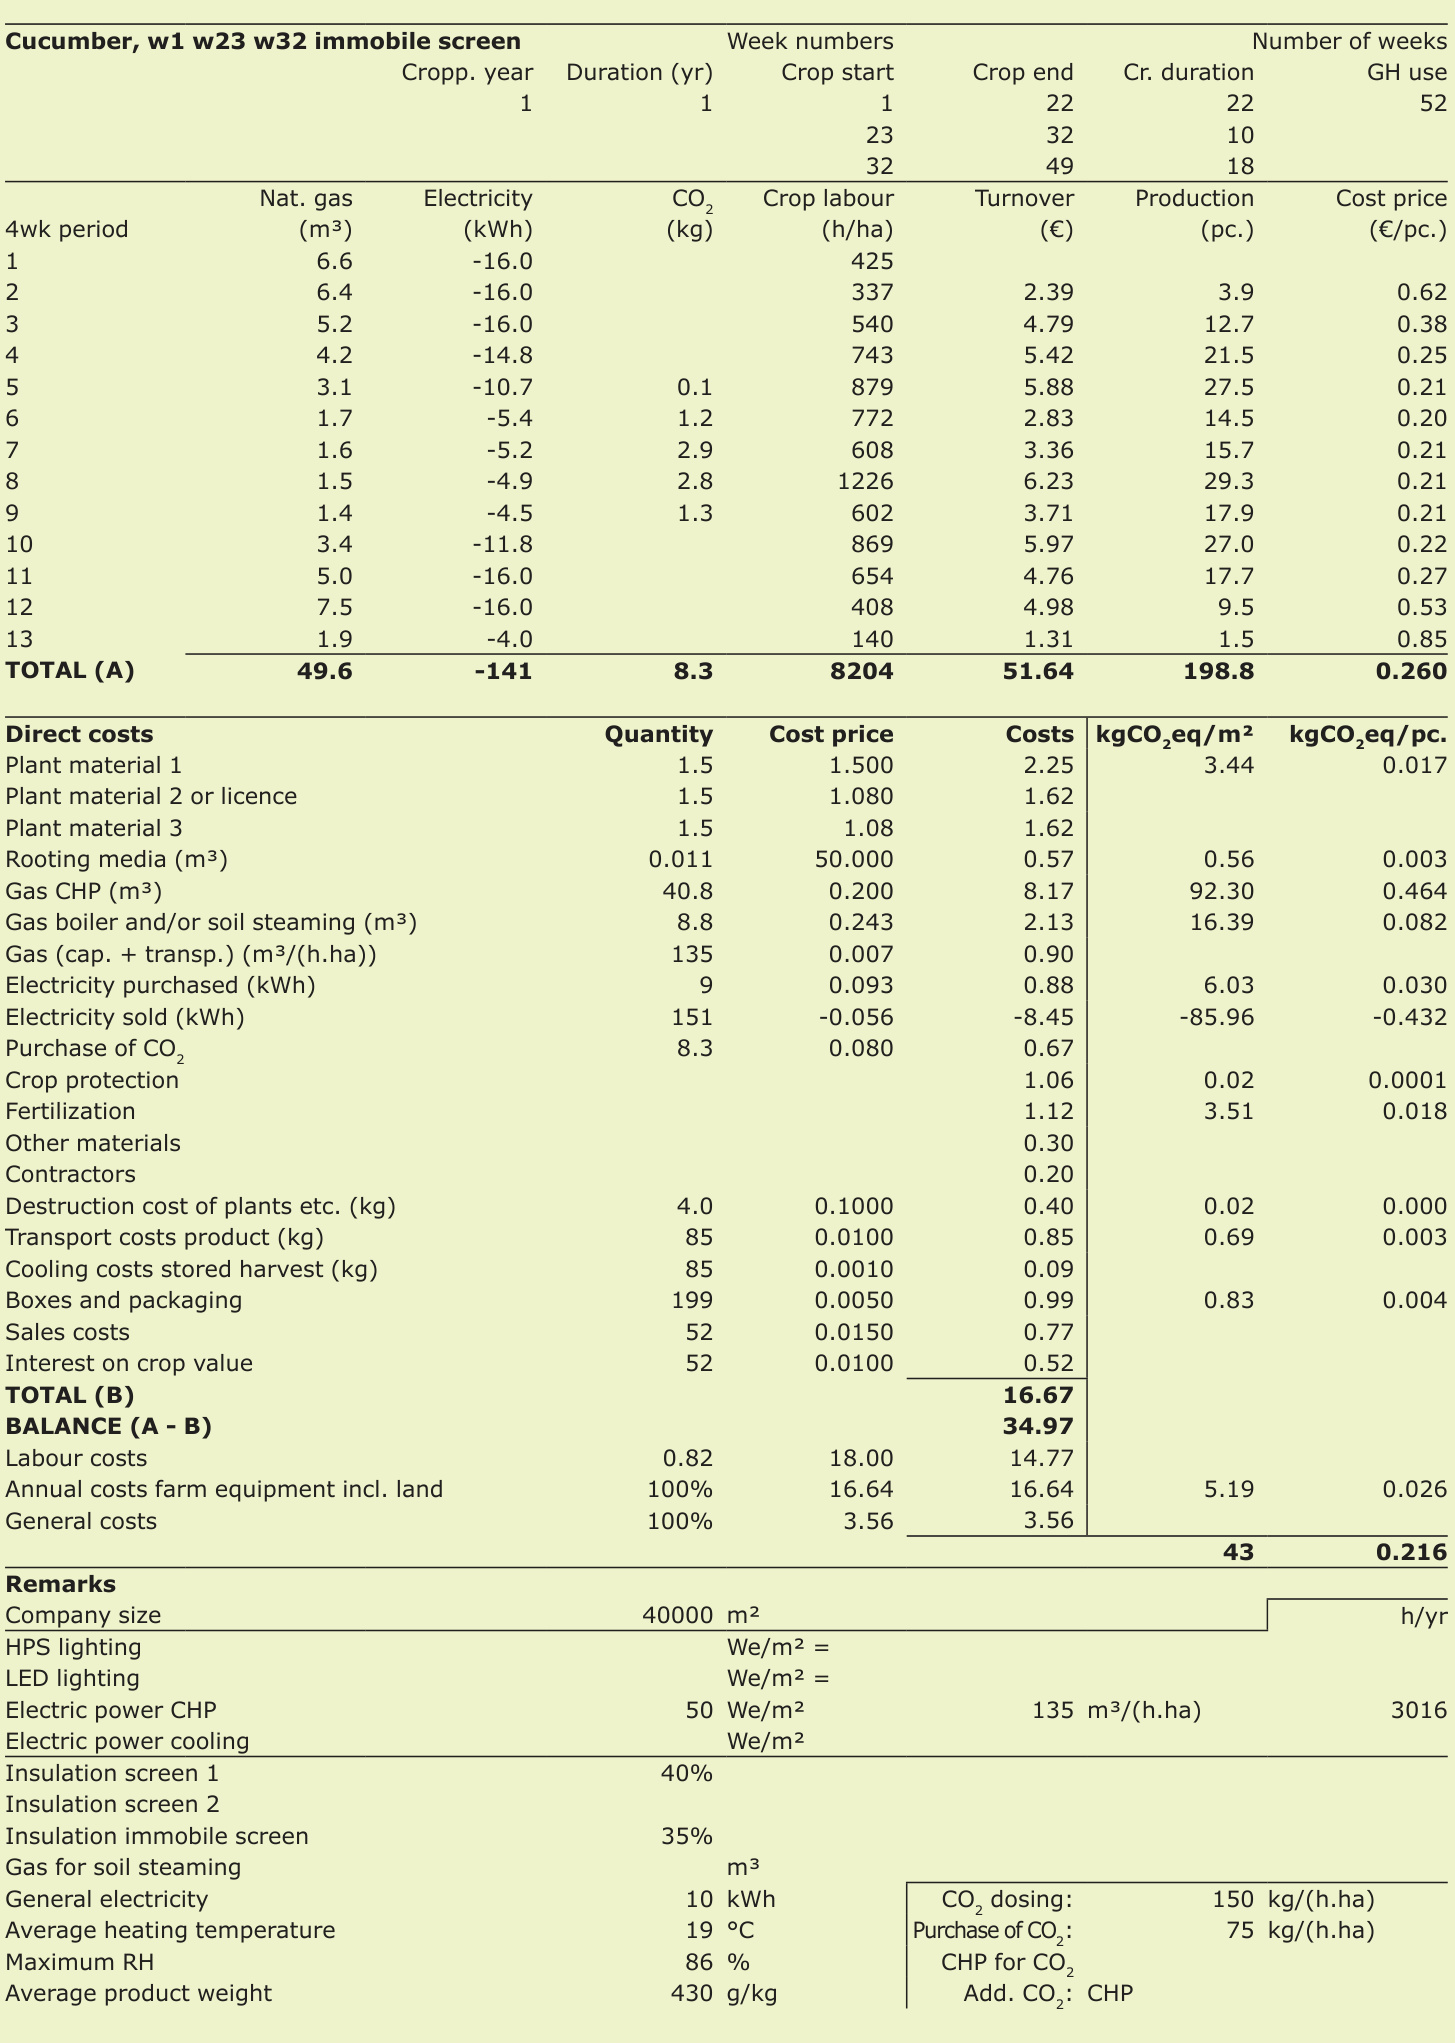 Cucumber, w1 w23 w32 immobile screen Week numbers Number of weeks
Cropp. year Duration (yr) Crop start Crop end Cr. duration GH use
1 1 1 22 22 52
23 32 10
32 49 18
Nat. gas Electricity CO2 Crop labour Turnover Production Cost price
4wk period (m³) (kWh) (kg) (h/ha) (€) (pc.) (€/pc.)
1 6.6 -16.0 425
2 6.4 -16.0 337 2.39 3.9 0.62
3 5.2 -16.0 540 4.79 12.7 0.38
4 4.2 -14.8 743 5.42 21.5 0.25
5 3.1 -10.7 0.1 879 5.88 27.5 0.21
6 1.7 -5.4 1.2 772 2.83 14.5 0.20
7 1.6 -5.2 2.9 608 3.36 15.7 0.21
8 1.5 -4.9 2.8 1226 6.23 29.3 0.21
9 1.4 -4.5 1.3 602 3.71 17.9 0.21
10 3.4 -11.8 869 5.97 27.0 0.22
11 5.0 -16.0 654 4.76 17.7 0.27
12 7.5 -16.0 408 4.98 9.5 0.53
13 1.9 -4.0 140 1.31 1.5 0.85
TOTAL (A) 49.6 -141 8.3 8204 51.64 198.8 0.260
Direct costs Quantity Cost price Costs kgCO2eq/m² kgCO2eq/pc.
Plant material 1 1.5 1.500 2.25 3.44 0.017
Plant material 2 or licence 1.5 1.080 1.62
Plant material 3 1.5 1.08 1.62
Rooting media (m³) 0.011 50.000 0.57 0.56 0.003
Gas CHP (m³) 40.8 0.200 8.17 92.30 0.464
Gas boiler and/or soil steaming (m³) 8.8 0.243 2.13 16.39 0.082
Gas (cap. + transp.) (m³/(h.ha)) 135 0.007 0.90
Electricity purchased (kWh) 9 0.093 0.88 6.03 0.030
Electricity sold (kWh) 151 -0.056 -8.45 -85.96 -0.432
Purchase of CO2 8.3 0.080 0.67
Crop protection 1.06 0.02 0.0001
Fertilization 1.12 3.51 0.018
Other materials 0.30
Contractors 0.20
Destruction cost of plants etc. (kg) 4.0 0.1000 0.40 0.02 0.000
Transport costs product (kg) 85 0.0100 0.85 0.69 0.003
Cooling costs stored harvest (kg) 85 0.0010 0.09
Boxes and packaging 199 0.0050 0.99 0.83 0.004
Sales costs 52 0.0150 0.77
Interest on crop value 52 0.0100 0.52
TOTAL (B) 16.67
BALANCE (A - B) 34.97
Labour costs 0.82 18.00 14.77
Annual costs farm equipment incl. land 100% 16.64 16.64 5.19 0.026
General costs 100% 3.56 3.56
43 0.216
Remarks
Company size 40000 m² h/yr
HPS lighting We/m² =
LED lighting We/m² =
Electric power CHP 50 We/m² 135 m³/(h.ha) 3016
Electric power cooling We/m²
Insulation screen 1 40%
Insulation screen 2
Insulation immobile screen 35%
Gas for soil steaming m³
General electricity 10 kWh CO2 dosing: 150 kg/(h.ha)
Average heating temperature 19 °C Purchase of CO2: 75 kg/(h.ha)
Maximum RH 86 % CHP for CO2
Average product weight 430 g/kg Add. CO2: CHP